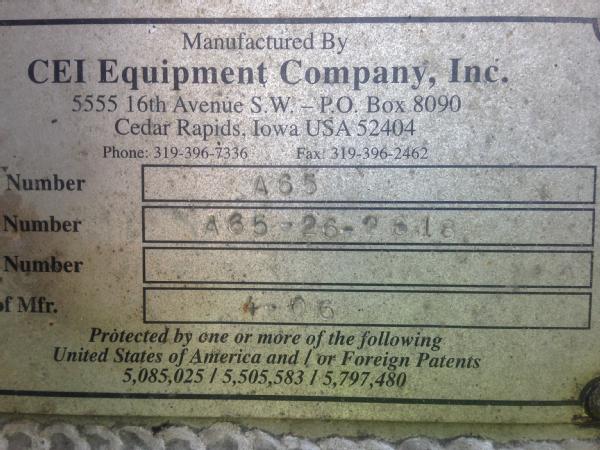 Manufactured By
CEI Equipment Company, Inc.
5555 16th Avenue S.W. – P.O. Box 8090
Cedar Rapids, Iowa USA 52404
Phone: 319-396-7336 Fax: 319-396-2462
Number A65
Number
Number
of Mfr. 4-06
Protected by one or more of the following
United States of America and / or Foreign Patents
5,085,025 / 5,505,583 / 5,797,480